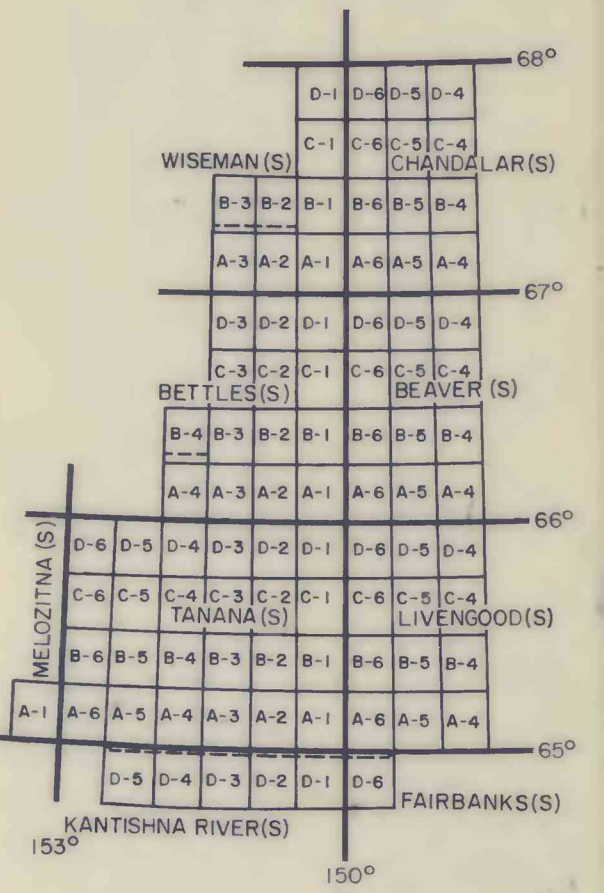 68°
D-1 D-6 D-5 D-4
C-1 C-6 C-5 C-4
WISEMAN (S) CHANDALAR (S)
B-3 B-2 B-1 B-6 B-5 B-4
A-3 A-2 A-1 A-6 A-5 A-4
67°
D-3 D-2 D-1 D-6 D-5 D-4
C-3 C-2 C-1 C-6 C-5 C-4
BETTLES (S) BEAVER (S)
B-4 B-3 B-2 B-1 B-6 B-5 B-4
A-4 A-3 A-2 A-1 A-6 A-5 A-4
66°
MELOZITNA (S)
D-6 D-5 D-4 D-3 D-2 D-1 D-6 D-5 D-4
C-6 C-5 C-4 C-3 C-2 C-1 C-6 C-5 C-4
TANANA (S) LIVENGOOD (S)
B-6 B-5 B-4 B-3 B-2 B-1 B-6 B-5 B-4
A-1 A-6 A-5 A-4 A-3 A-2 A-1 A-6 A-5 A-4
65°
D-5 D-4 D-3 D-2 D-1 D-6
FAIRBANKS (S)
KANTISHNA RIVER (S)
153°
150°